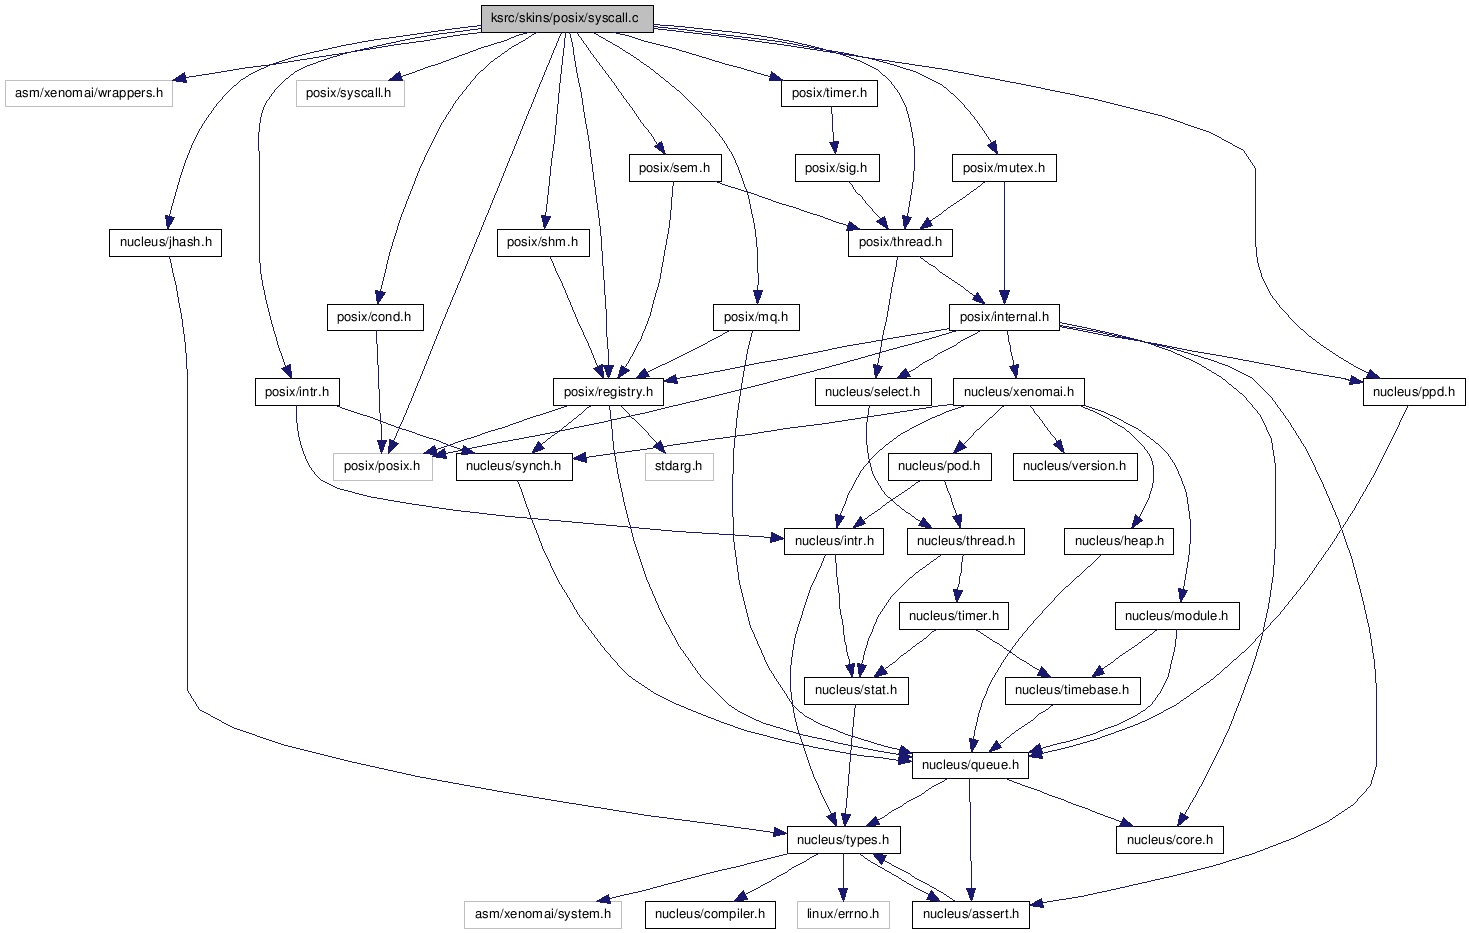 ksrc/skins/posix/syscall.c
asm/xenomai/wrappers.h
posix/syscall.h
posix/timer.h
posix/sem.h
posix/sig.h
posix/mutex.h
nucleus/jhash.h
posix/shm.h
posix/thread.h
posix/cond.h
posix/mq.h
posix/internal.h
posix/intr.h
posix/registry.h
nucleus/select.h
nucleus/xenomai.h
nucleus/ppd.h
posix/posix.h
nucleus/synch.h
stdarg.h
nucleus/pod.h
nucleus/version.h
nucleus/intr.h
nucleus/thread.h
nucleus/heap.h
nucleus/timer.h
nucleus/module.h
nucleus/stat.h
nucleus/timebase.h
nucleus/queue.h
nucleus/types.h
nucleus/core.h
asm/xenomai/system.h
nucleus/compiler.h
linux/errno.h
nucleus/assert.h